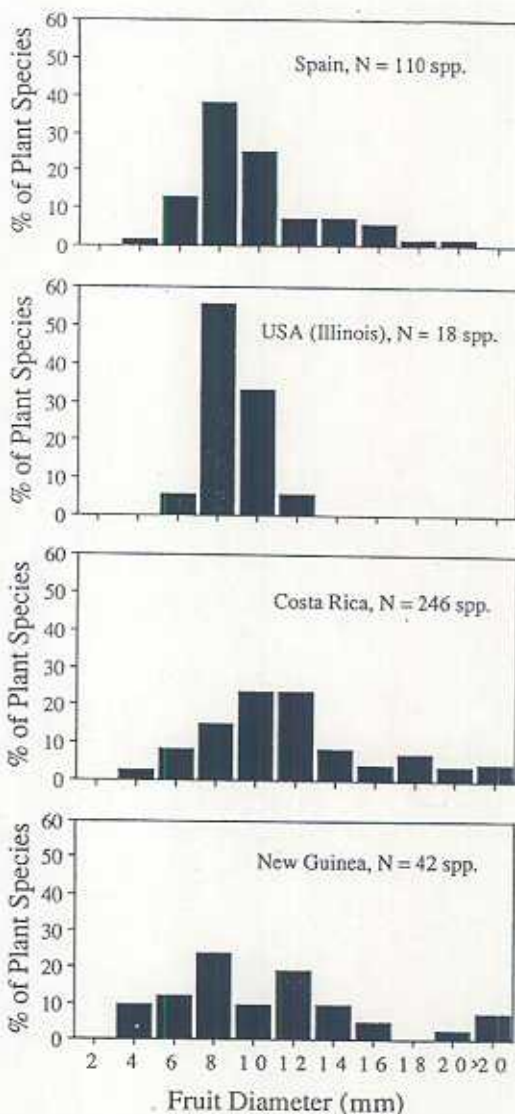 60
50
40
30
20
10
0
% of Plant Species
Spain, N = 110 spp.
60
50
40
30
20
10
0
% of Plant Species
USA (Illinois), N = 18 spp.
60
50
40
30
20
10
0
% of Plant Species
Costa Rica, N = 246 spp.
60
50
40
30
20
10
0
% of Plant Species
New Guinea, N = 42 spp.
2 4 6 8 10 12 14 16 18 20 >20
Fruit Diameter (mm)